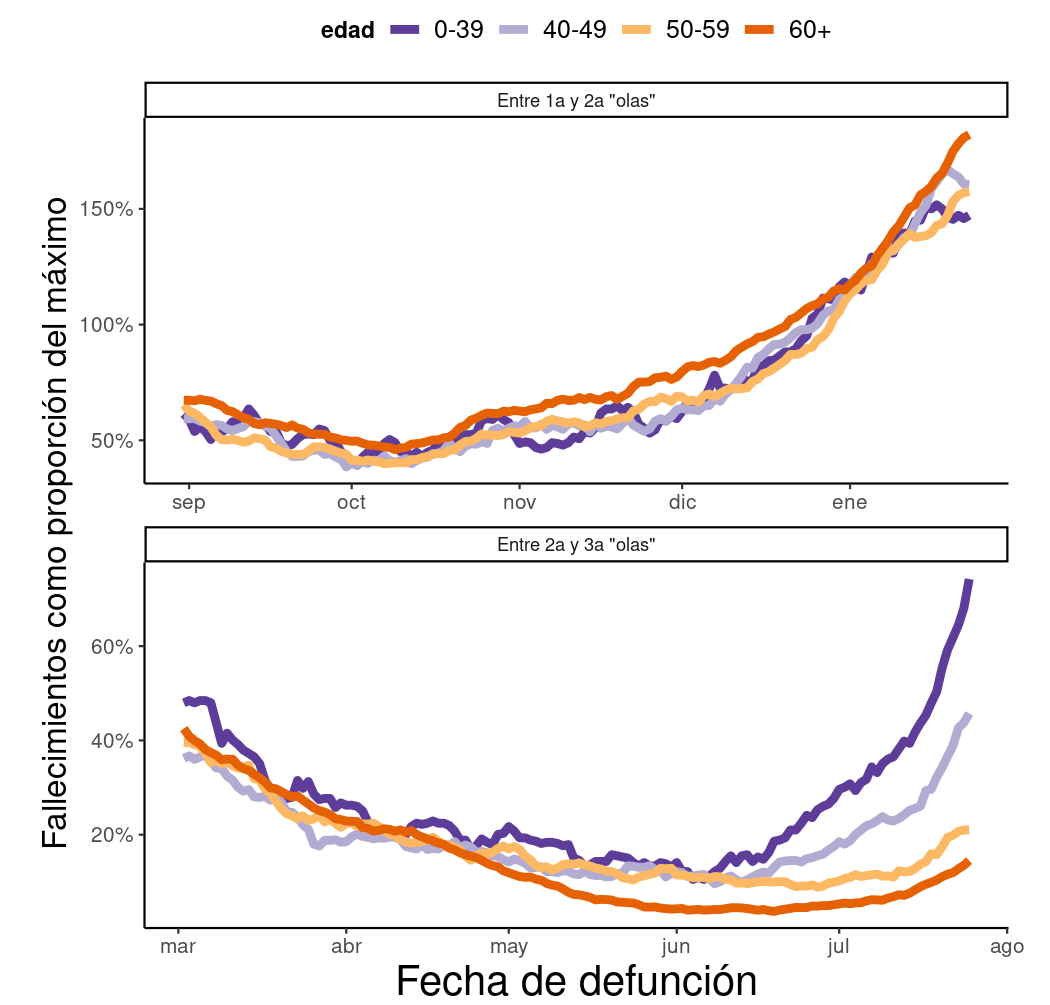 edad 0-39 40-49 50-59 60+
Entre 1a y 2a "olas"
150%
100%
50%
sep oct nov dic ene
Entre 2a y 3a "olas"
60%
40%
20%
mar abr may jun jul ago
Fallecimientos como proporción del máximo
Fecha de defunción